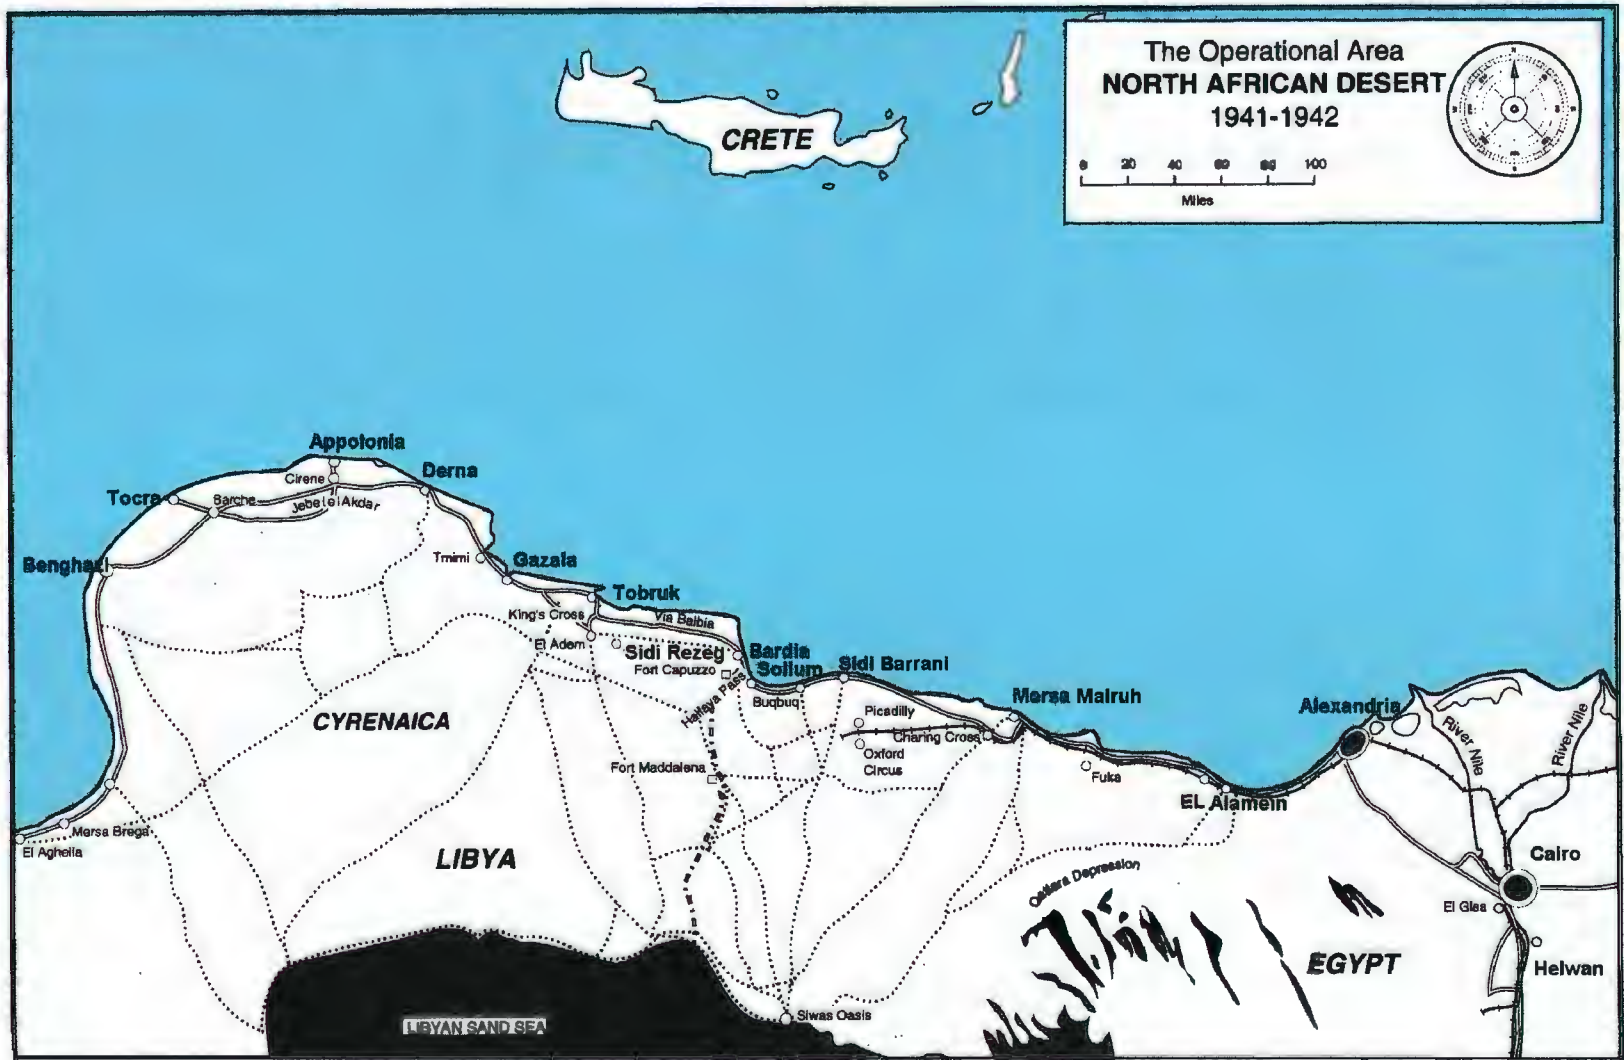 The Operational Area
NORTH AFRICAN DESERT
1941-1942
0 20 40 60 80 100
Miles
CRETE
Appolonia
Cirene
Derna
Tocra
Barche
Jebel el Akdar
Benghazi
Tmimi
Gazala
Tobruk
King's Cross
Via Balbia
El Adem
Sidi Rezeg
Bardia
Fort Capuzzo
Sollum
Sidi Barrani
Halfaya Pass
Buqbuq
Mersa Matruh
Picadilly
Charing Cross
Oxford
Circus
Alexandria
River Nile
River Nile
CYRENAICA
Fort Maddalena
Fuka
EL Alamein
Mersa Brega
El Agheila
LIBYA
Cairo
Qattara Depression
El Giza
EGYPT
Helwan
Siwas Oasis
LIBYAN SAND SEA